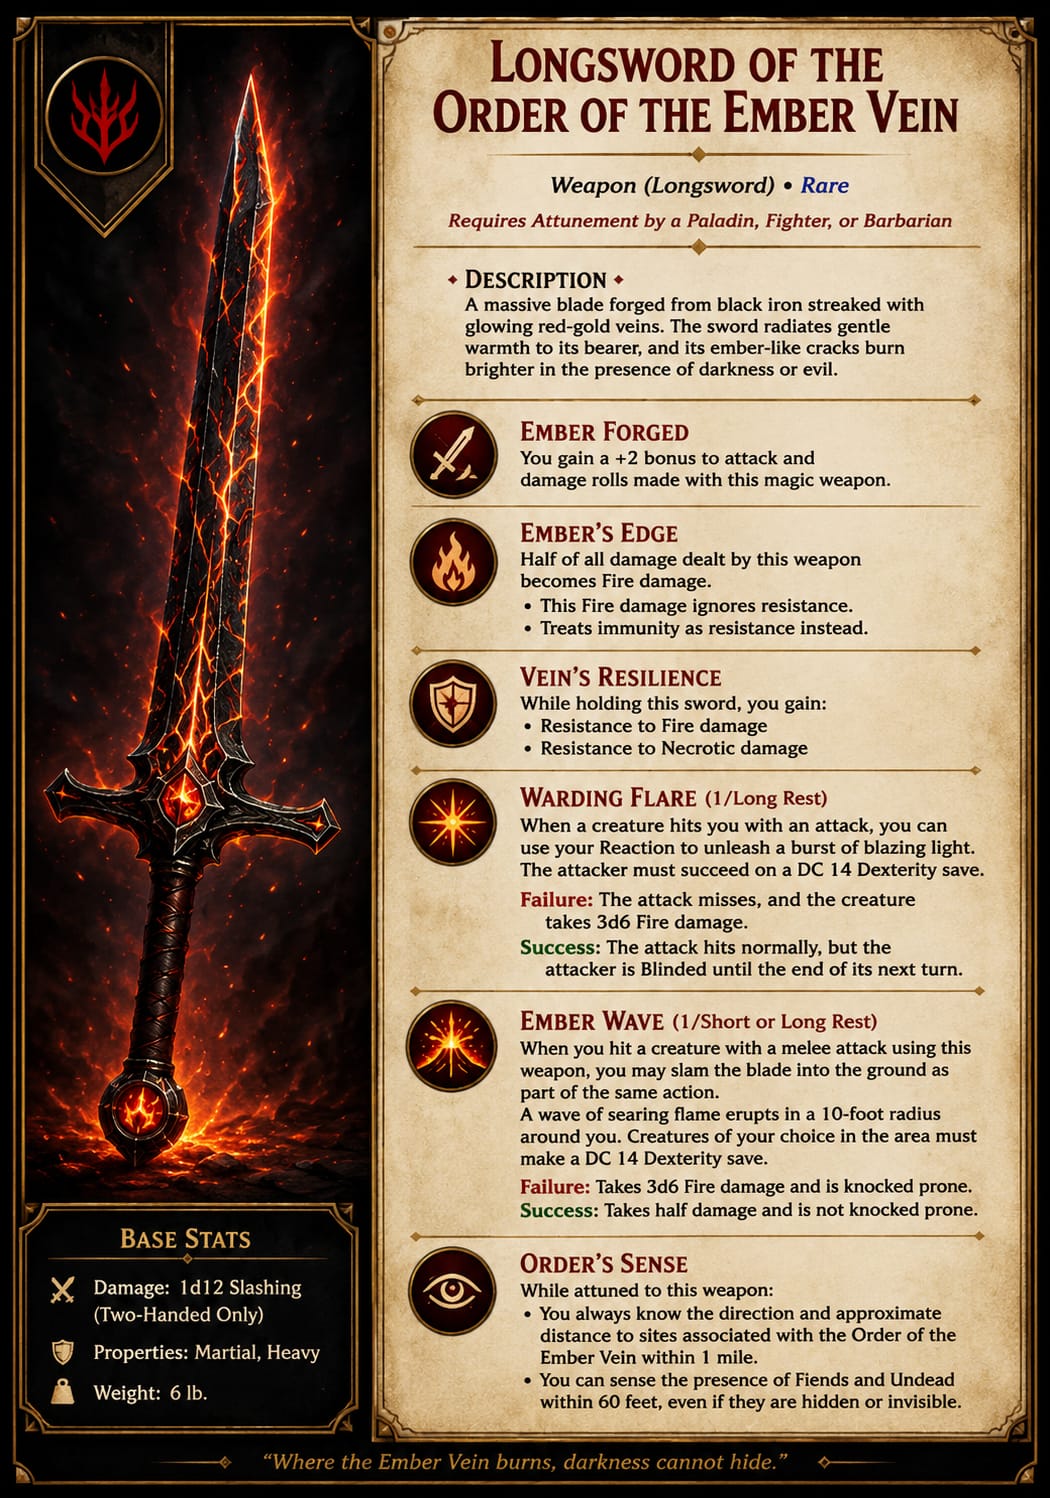 LONGSWORD OF THE
ORDER OF THE EMBER VEIN
Weapon (Longsword) • Rare
Requires Attunement by a Paladin, Fighter, or Barbarian
DESCRIPTION
A massive blade forged from black iron streaked with
glowing red-gold veins. The sword radiates gentle
warmth to its bearer, and its ember-like cracks burn
brighter in the presence of darkness or evil.
EMBER FORGED
You gain a +2 bonus to attack and
damage rolls made with this magic weapon.
EMBER'S EDGE
Half of all damage dealt by this weapon
becomes Fire damage.
• This Fire damage ignores resistance.
• Treats immunity as resistance instead.
VEIN'S RESILIENCE
While holding this sword, you gain:
• Resistance to Fire damage
• Resistance to Necrotic damage
WARDING FLARE (1/Long Rest)
When a creature hits you with an attack, you can
use your Reaction to unleash a burst of blazing light.
The attacker must succeed on a DC 14 Dexterity save.
Failure: The attack misses, and the creature
takes 3d6 Fire damage.
Success: The attack hits normally, but the
attacker is Blinded until the end of its next turn.
EMBER WAVE (1/Short or Long Rest)
When you hit a creature with a melee attack using this
weapon, you may slam the blade into the ground as
part of the same action.
A wave of searing flame erupts in a 10-foot radius
around you. Creatures of your choice in the area must
make a DC 14 Dexterity save.
Failure: Takes 3d6 Fire damage and is knocked prone.
Success: Takes half damage and is not knocked prone.
ORDER'S SENSE
While attuned to this weapon:
• You always know the direction and approximate
distance to sites associated with the Order of the
Ember Vein within 1 mile.
• You can sense the presence of Fiends and Undead
within 60 feet, even if they are hidden or invisible.
BASE STATS
Damage: 1d12 Slashing
(Two-Handed Only)
Properties: Martial, Heavy
Weight: 6 lb.
"Where the Ember Vein burns, darkness cannot hide."